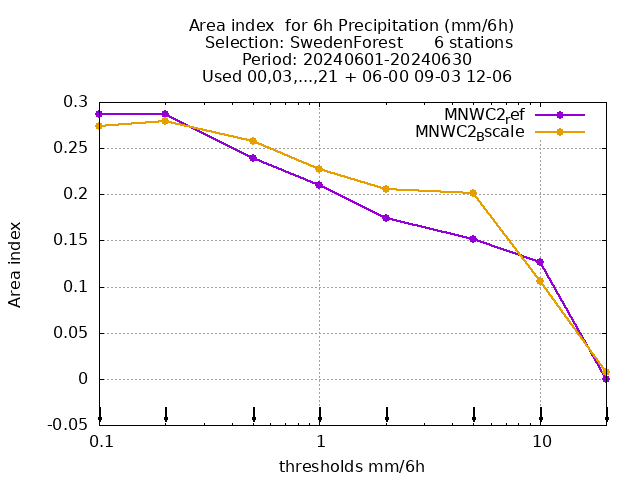 Area index  for 6h Precipitation (mm/6h)
Selection: SwedenForest      6 stations
Period: 20240601-20240630
Used 00,03,...,21 + 06-00 09-03 12-06
MNWC2_ref
MNWC2_Bscale
0.3
0.25
0.2
0.15
0.1
0.05
0
-0.05
Area index
0.1
1
10
thresholds mm/6h